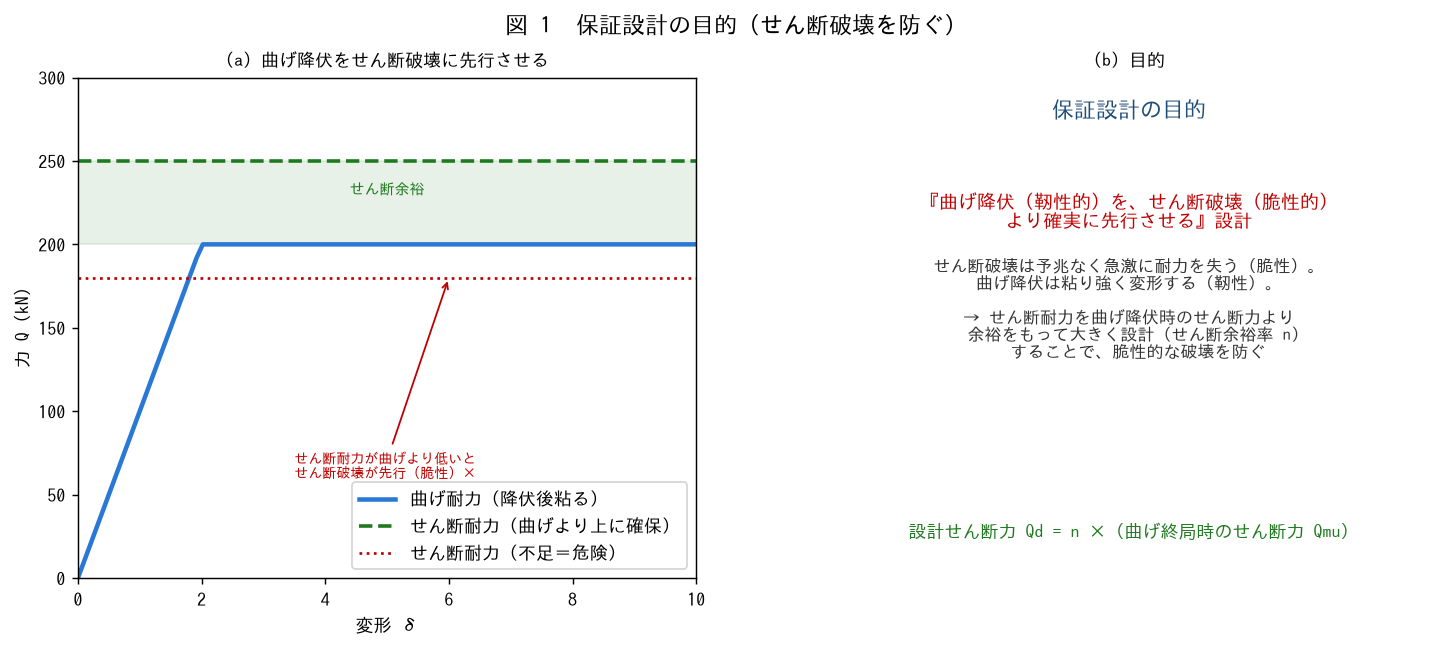 図 1　保証設計の目的（せん断破壊を防ぐ）
(a) 曲げ降伏をせん断破壊に先行させる
300
250
200
150
100
50
0
力 Q (kN)
せん断余裕
せん断耐力が曲げより低いと
せん断破壊が先行（脆性）×
曲げ耐力（降伏後粘る）
せん断耐力（曲げより上に確保）
せん断耐力（不足＝危険）
0 2 4 6 8 10
変形 δ
(b) 目的
保証設計の目的
『曲げ降伏（靭性的）を、せん断破壊（脆性的）
より確実に先行させる』設計
せん断破壊は予兆なく急激に耐力を失う（脆性）。
曲げ降伏は粘り強く変形する（靭性）。
→ せん断耐力を曲げ降伏時のせん断力より
余裕をもって大きく設計（せん断余裕率 n）
することで、脆性的な破壊を防ぐ
設計せん断力 Qd = n ×（曲げ終局時のせん断力 Qmu）